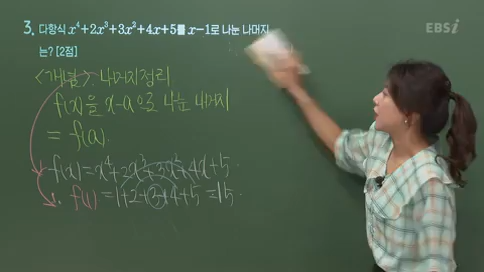 EBSi
3. 다항식 x⁴+2x³+3x²+4x+5를 x-1로 나눈 나머지
는? [2점]
<개념>. 나머지정리
f(x)을 x-a으로 나눈 나머지
= f(a).
f(x)=x⁴+2x³+3x²+4x+5.
f(1)=1+2+3+4+5=15.